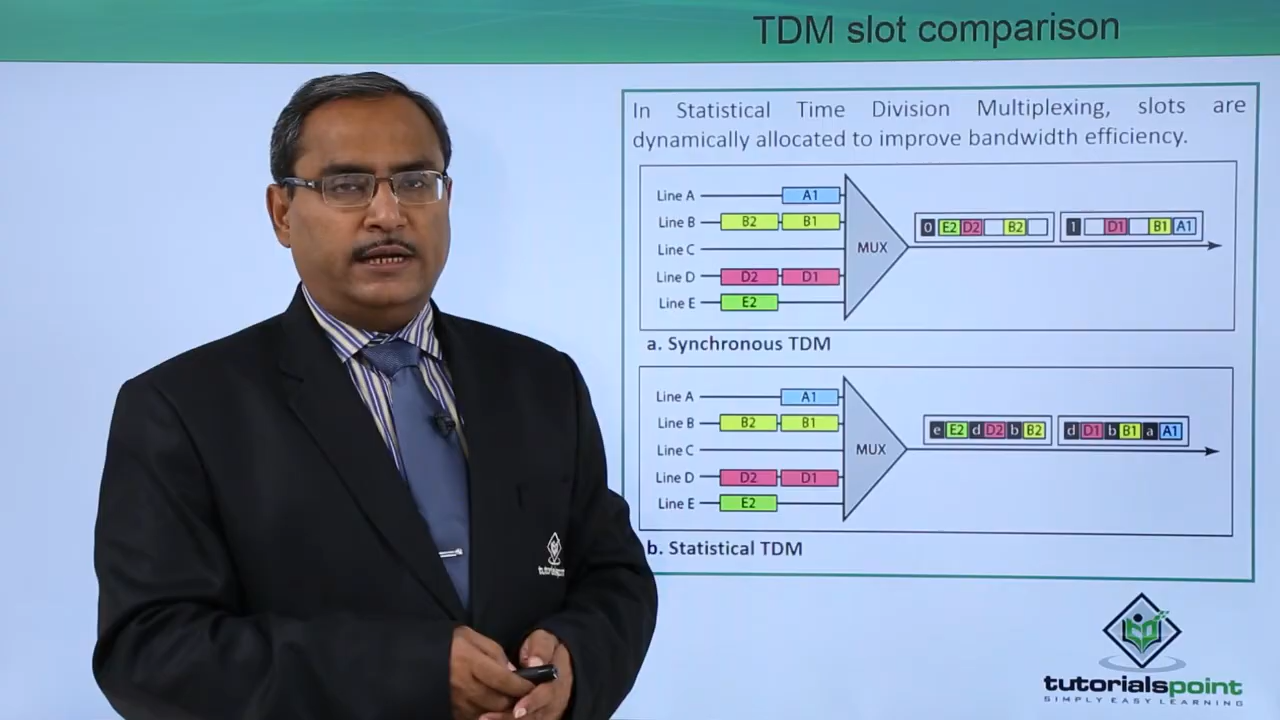 TDM slot comparison
In Statistical Time Division Multiplexing, slots are
dynamically allocated to improve bandwidth efficiency.
Line A A1
Line B B2 B1
Line C
Line D D2 D1
Line E E2
MUX
0 E2 D2 B2 1 D1 B1 A1
a. Synchronous TDM
Line A A1
Line B B2 B1
Line C
Line D D2 D1
Line E E2
MUX
e E2 d D2 b B2 d D1 b B1 a A1
b. Statistical TDM
tutorialspoint
SIMPLY EASY LEARNING
tutorialspoint